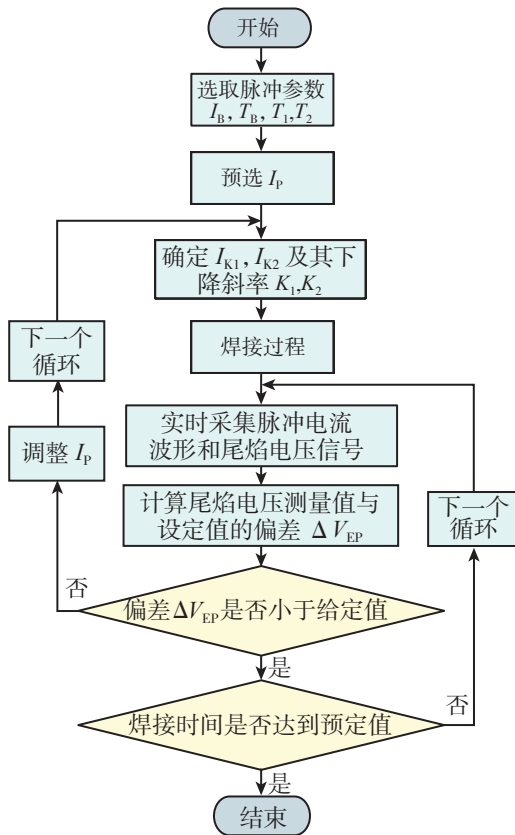 开始
选取脉冲参数
I_B, T_B, T_1,T_2
预选 I_P
确定 I_K1, I_K2 及其下
降斜率 K_1,K_2
焊接过程
下一个
循环
调整 I_P
实时采集脉冲电流
波形和尾焰电压信号
计算尾焰电压测量值与
设定值的偏差 Δ V_EP
下一个
循环
否
偏差ΔV_EP是否小于给定值
是
焊接时间是否达到预定值
否
是
结束